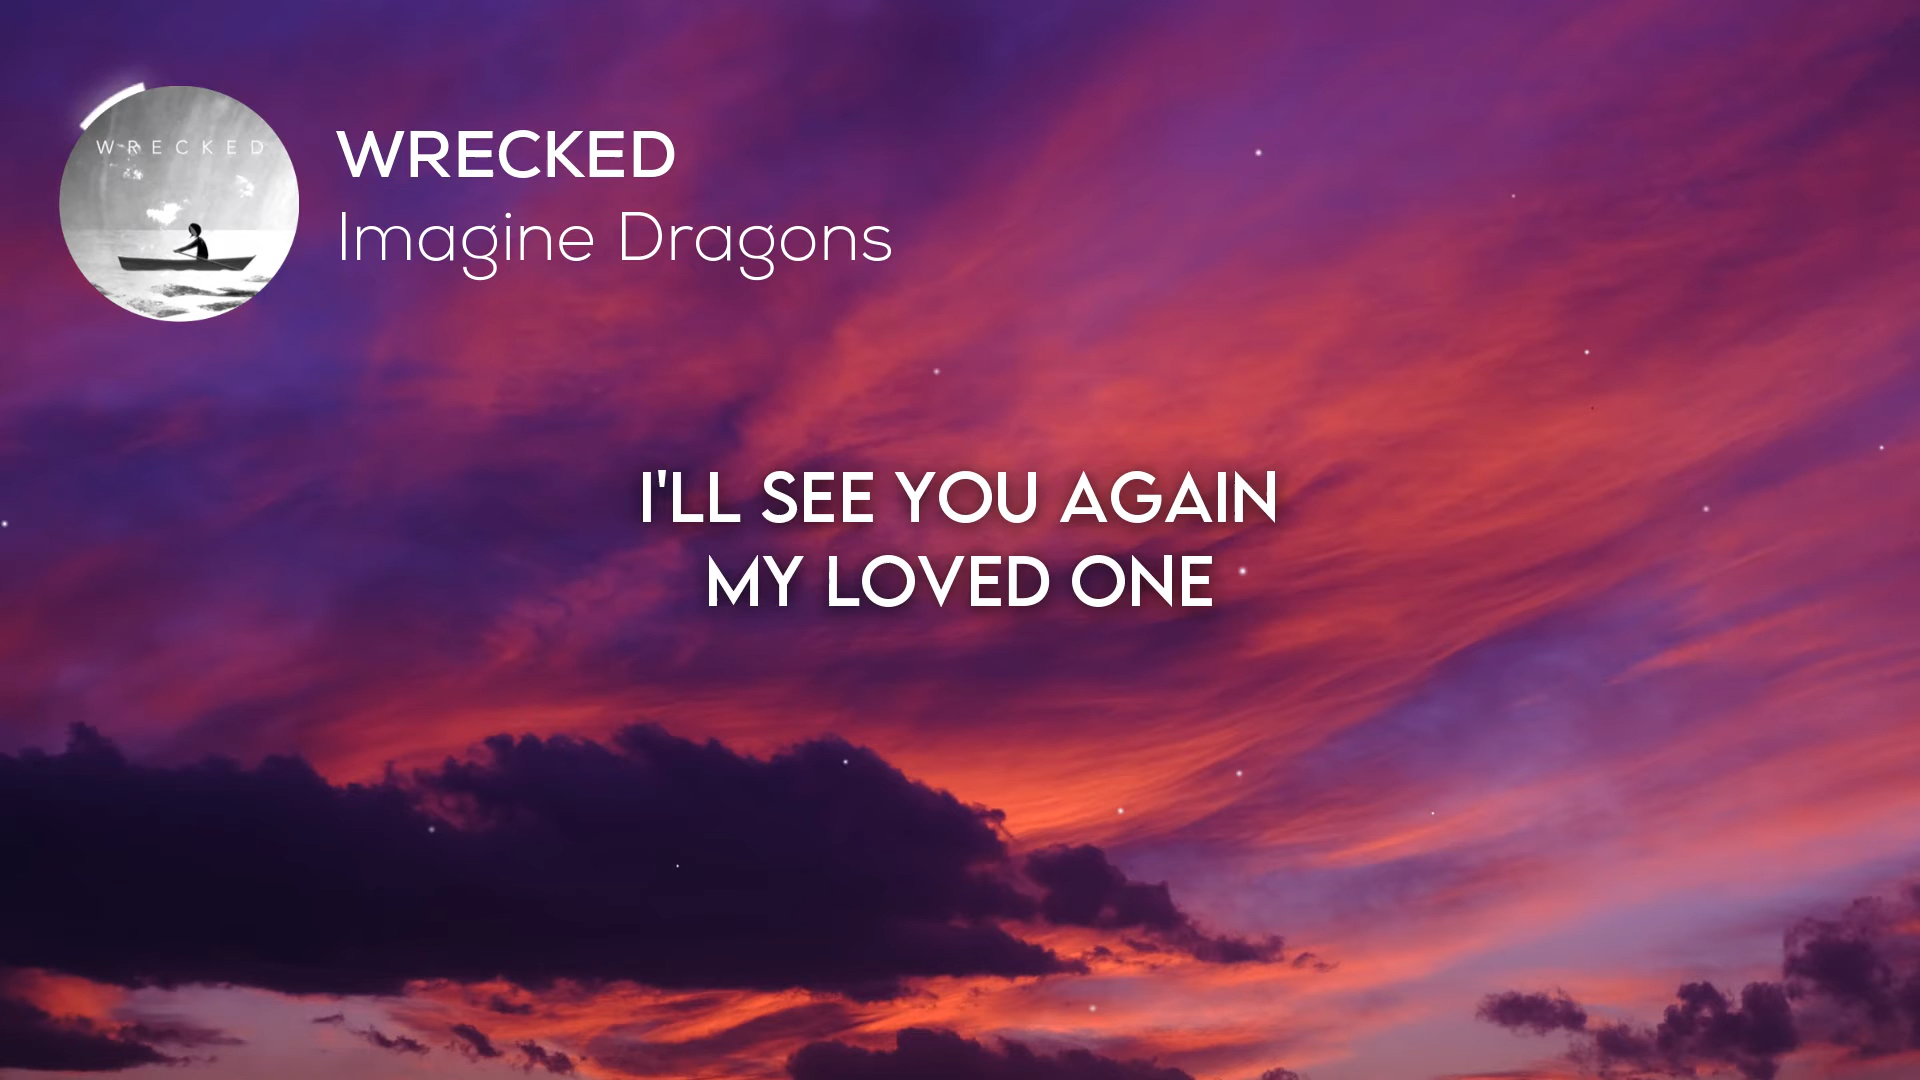 WRECKED
WRECKED
Imagine Dragons
I'LL SEE YOU AGAIN
MY LOVED ONE